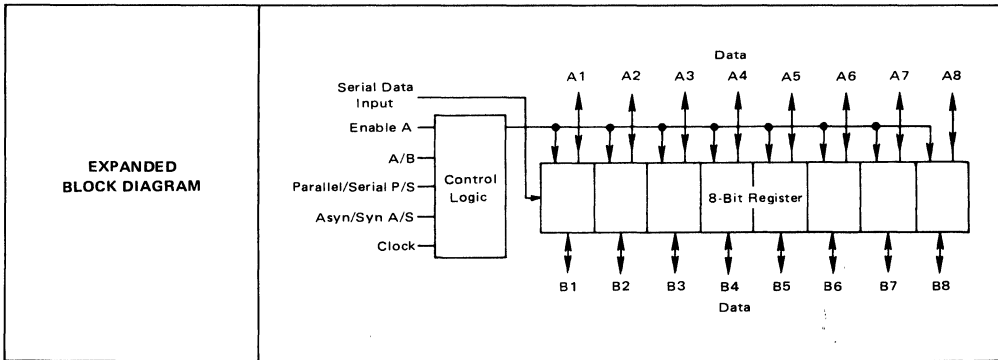 EXPANDED
BLOCK DIAGRAM
Data
A1 A2 A3 A4 A5 A6 A7 A8
Serial Data
Input
Enable A
A/B
Parallel/Serial P/S
Asyn/Syn A/S
Clock
Control
Logic
8-Bit Register
B1 B2 B3 B4 B5 B6 B7 B8
Data